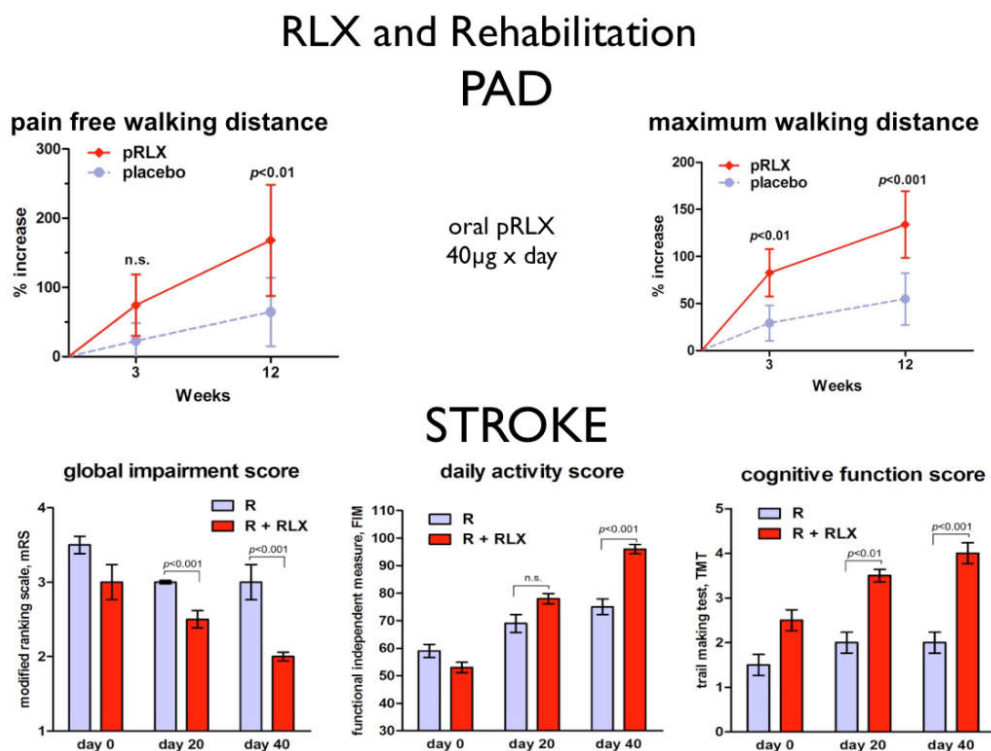 RLX and Rehabilitation
PAD
pain free walking distance
300
200
100
0
% increase
pRLX
placebo
n.s.
p<0.01
3
12
Weeks
oral pRLX
40µg x day
maximum walking distance
200
150
100
50
0
% increase
pRLX
placebo
p<0.01
p<0.001
3
12
Weeks
STROKE
global impairment score
4
3
2
1
modified ranking scale, mRS
R
R + RLX
p<0.001
p<0.001
day 0
day 20
day 40
daily activity score
110
100
90
80
70
60
50
40
30
functional independent measure, FIM
R
R + RLX
n.s.
p<0.001
day 0
day 20
day 40
cognitive function score
5
4
3
2
1
0
trail making test, TMT
R
R + RLX
p<0.01
p<0.001
day 0
day 20
day 40